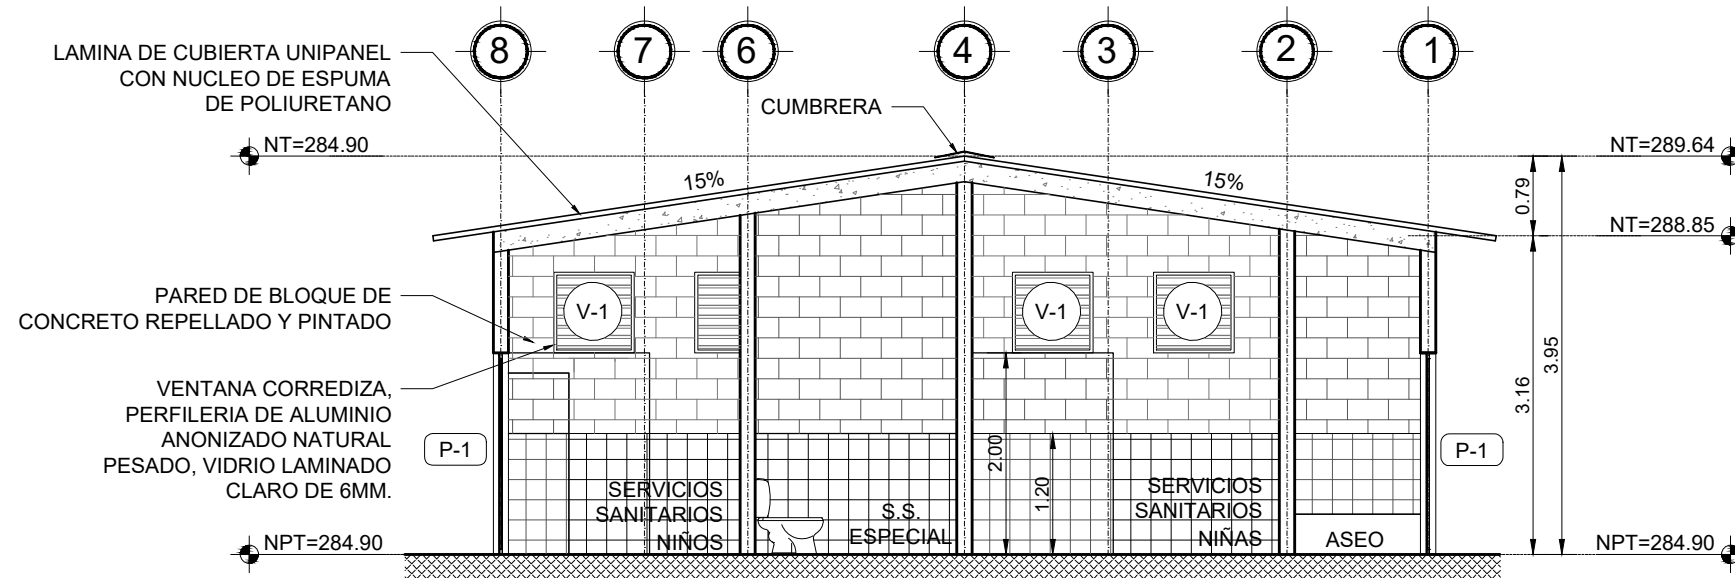 8 7 6 4 3 2 1
LAMINA DE CUBIERTA UNIPANEL
CON NUCLEO DE ESPUMA
DE POLIURETANO
CUMBRERA
NT=284.90
NT=289.64
15%
15%
0.79
NT=288.85
PARED DE BLOQUE DE
CONCRETO REPELLADO Y PINTADO
V-1
V-1
V-1
3.95
3.16
VENTANA CORREDIZA,
PERFILERIA DE ALUMINIO
ANONIZADO NATURAL
PESADO, VIDRIO LAMINADO
CLARO DE 6MM.
P-1
P-1
2.00
1.20
SERVICIOS
SANITARIOS
NIÑOS
S.S.
ESPECIAL
SERVICIOS
SANITARIOS
NIÑAS
ASEO
NPT=284.90
NPT=284.90